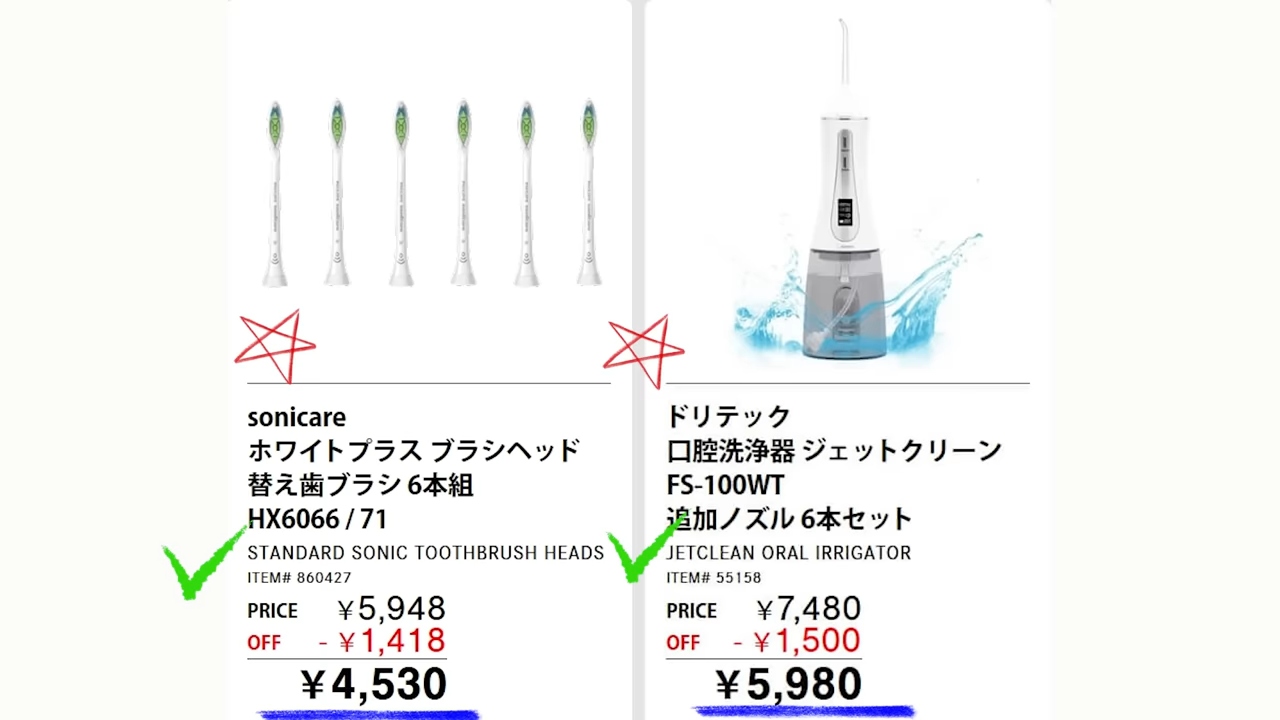 sonicare
ホワイトプラス ブラシヘッド
替え歯ブラシ 6本組
HX6066 / 71
STANDARD SONIC TOOTHBRUSH HEADS
ITEM# 860427
PRICE ￥5,948
OFF - ￥1,418
￥4,530
ドリテック
口腔洗浄器 ジェットクリーン
FS-100WT
追加ノズル 6本セット
JETCLEAN ORAL IRRIGATOR
ITEM# 55158
PRICE ￥7,480
OFF - ￥1,500
￥5,980